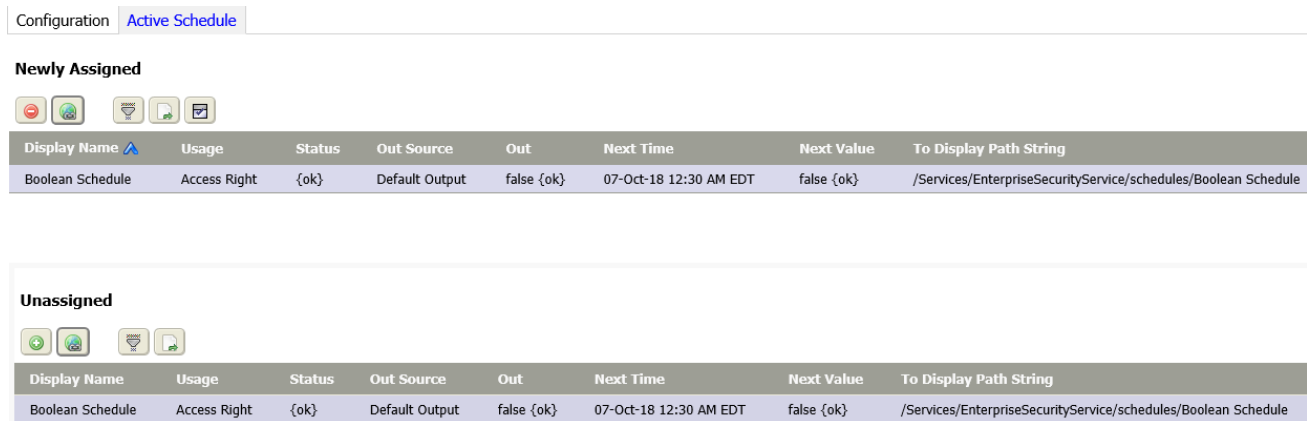 Configuration Active Schedule
Newly Assigned
Display Name Usage Status Out Source Out Next Time Next Value To Display Path String
Boolean Schedule Access Right {ok} Default Output false {ok} 07-Oct-18 12:30 AM EDT false {ok} /Services/EnterpriseSecurityService/schedules/Boolean Schedule
Unassigned
Display Name Usage Status Out Source Out Next Time Next Value To Display Path String
Boolean Schedule Access Right {ok} Default Output false {ok} 07-Oct-18 12:30 AM EDT false {ok} /Services/EnterpriseSecurityService/schedules/Boolean Schedule